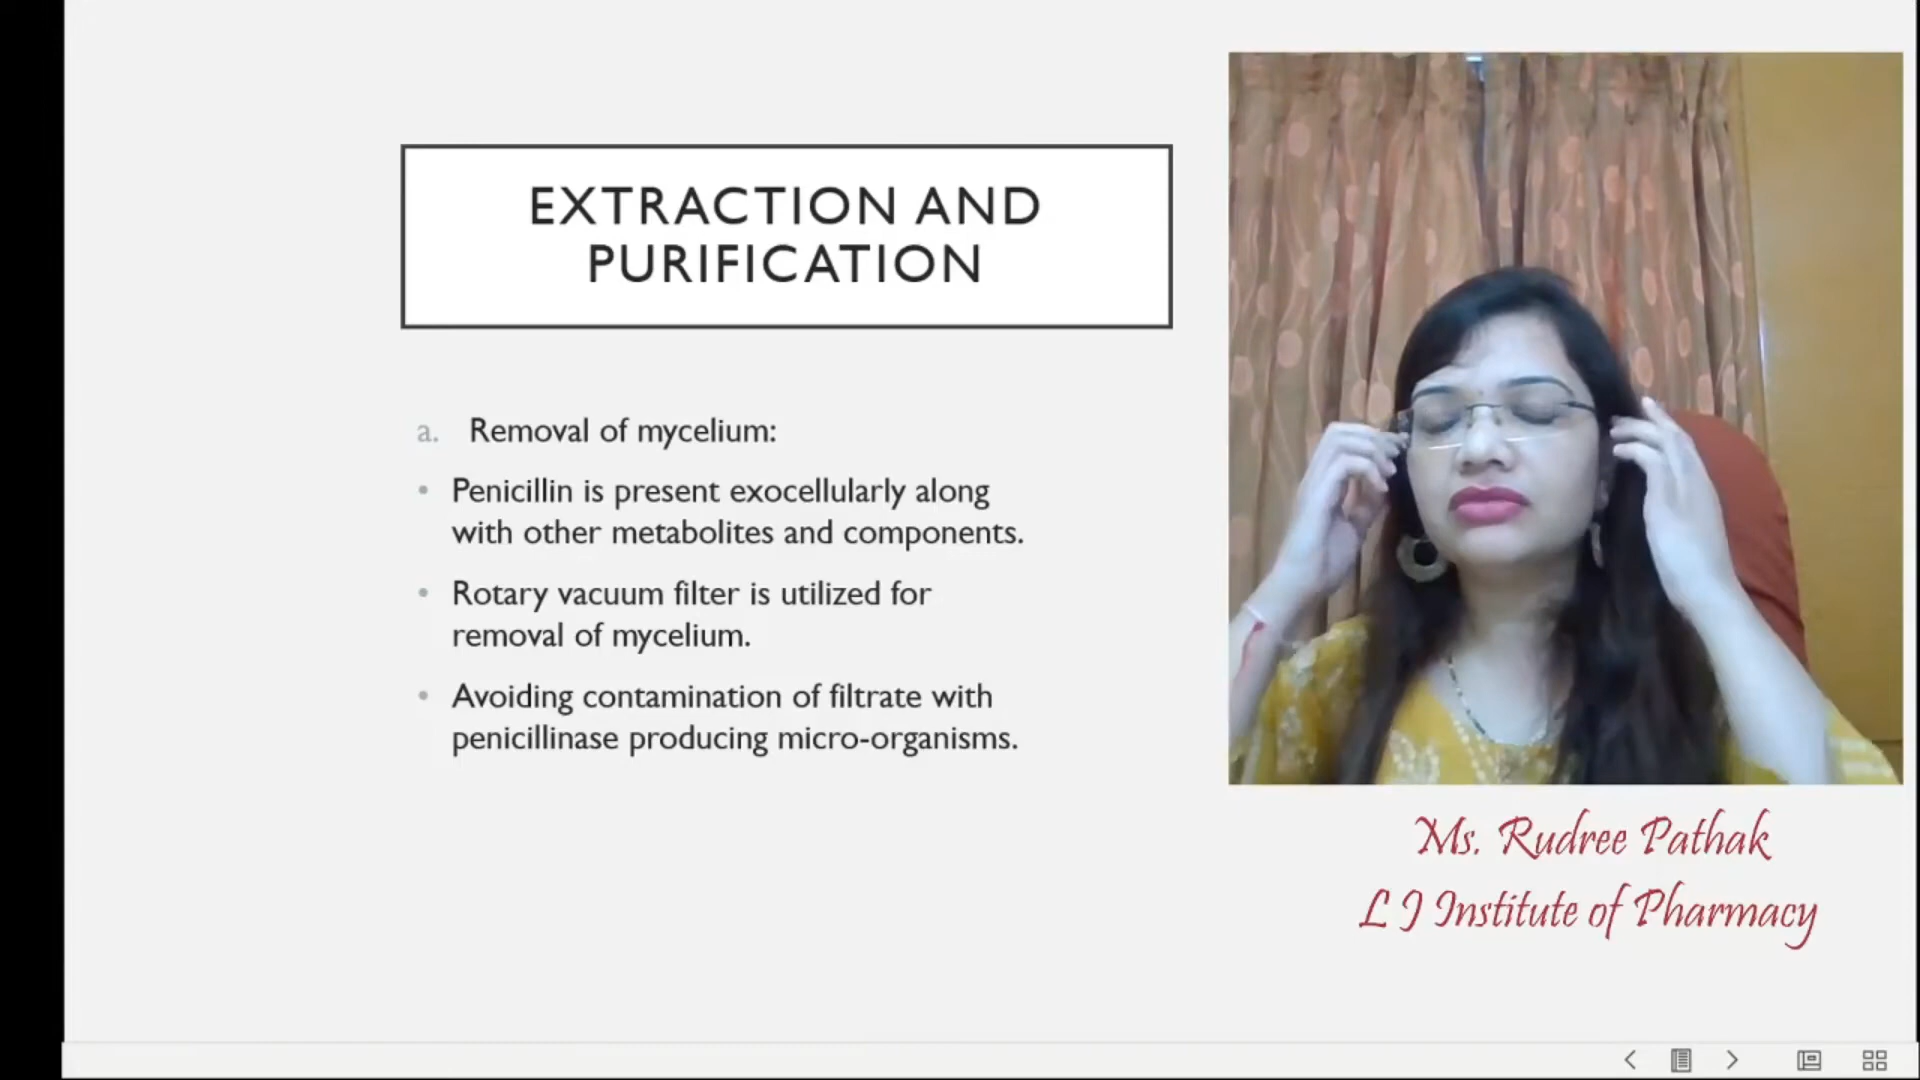 EXTRACTION AND
PURIFICATION
a. Removal of mycelium:
• Penicillin is present exocellularly along
with other metabolites and components.
• Rotary vacuum filter is utilized for
removal of mycelium.
• Avoiding contamination of filtrate with
penicillinase producing micro-organisms.
Ms. Rudree Pathak
L J Institute of Pharmacy